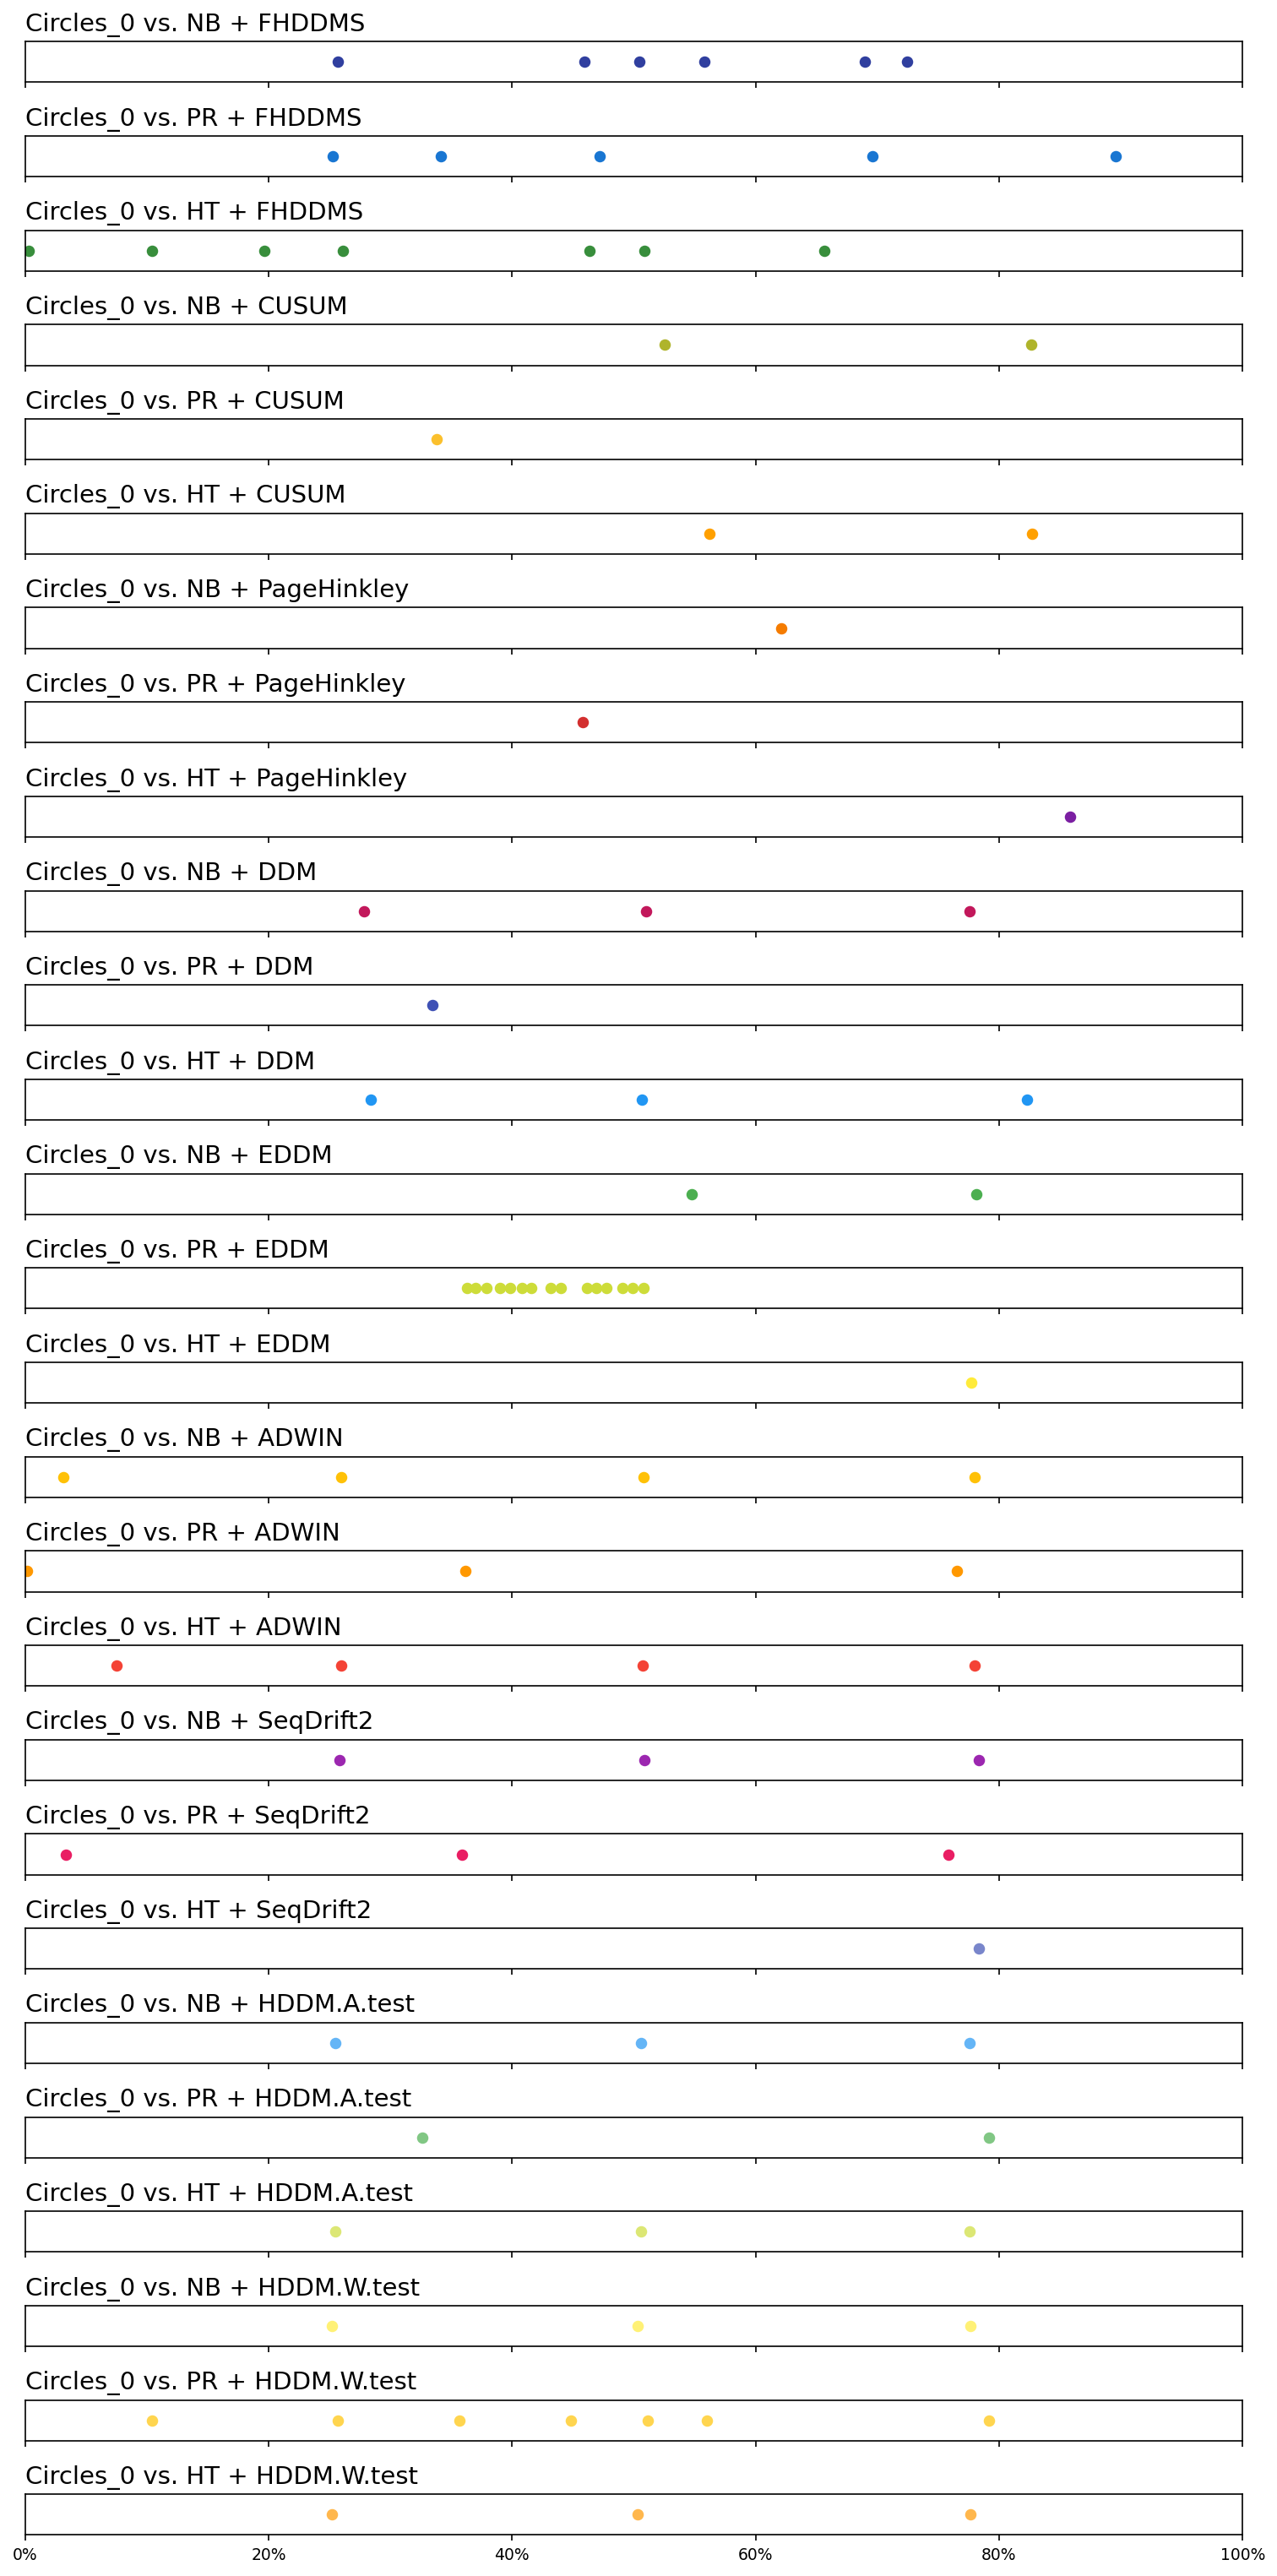 Circles_0 vs. NB + FHDDMS
Circles_0 vs. PR + FHDDMS
Circles_0 vs. HT + FHDDMS
Circles_0 vs. NB + CUSUM
Circles_0 vs. PR + CUSUM
Circles_0 vs. HT + CUSUM
Circles_0 vs. NB + PageHinkley
Circles_0 vs. PR + PageHinkley
Circles_0 vs. HT + PageHinkley
Circles_0 vs. NB + DDM
Circles_0 vs. PR + DDM
Circles_0 vs. HT + DDM
Circles_0 vs. NB + EDDM
Circles_0 vs. PR + EDDM
Circles_0 vs. HT + EDDM
Circles_0 vs. NB + ADWIN
Circles_0 vs. PR + ADWIN
Circles_0 vs. HT + ADWIN
Circles_0 vs. NB + SeqDrift2
Circles_0 vs. PR + SeqDrift2
Circles_0 vs. HT + SeqDrift2
Circles_0 vs. NB + HDDM.A.test
Circles_0 vs. PR + HDDM.A.test
Circles_0 vs. HT + HDDM.A.test
Circles_0 vs. NB + HDDM.W.test
Circles_0 vs. PR + HDDM.W.test
Circles_0 vs. HT + HDDM.W.test
0% 20% 40% 60% 80% 100%